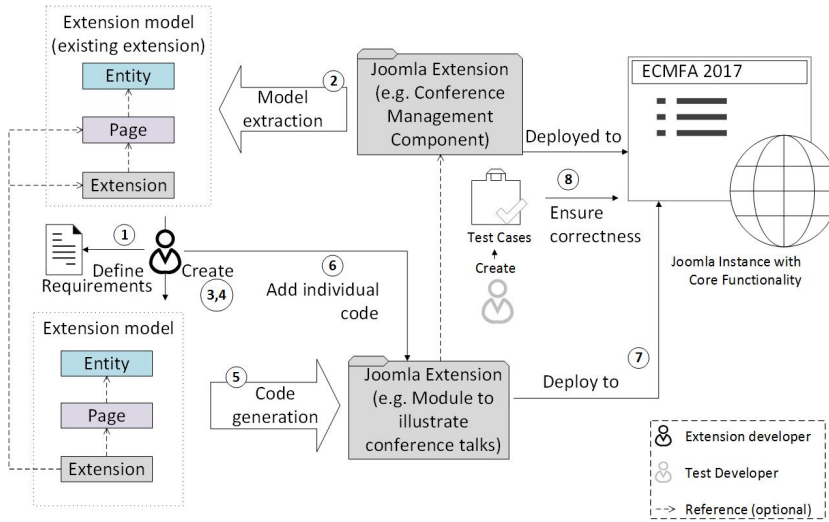 Extension model
(existing extension)
Entity
Page
Extension
2
Model
extraction
Joomla Extension
(e.g. Conference
Management
Component)
Deployed to
ECMFA 2017
Joomla Instance with
Core Functionality
8
Ensure
correctness
Test Cases
Create
1
Define
Requirements
Create
3,4
6
Add individual
code
Extension model
Entity
Page
Extension
5
Code
generation
Joomla Extension
(e.g. Module to
illustrate
conference talks)
7
Deploy to
Extension developer
Test Developer
Reference (optional)